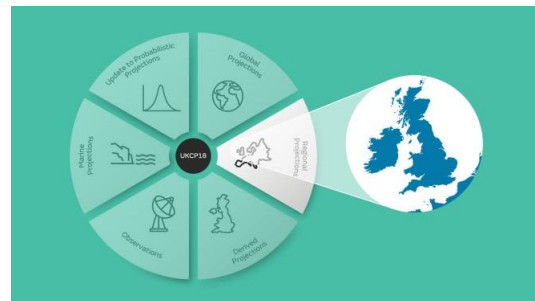 Update to Probabilistic
Projections
Global
Projections
Marine
Projections
UKCP18
Regional
Projections
Observations
Derived
Projections